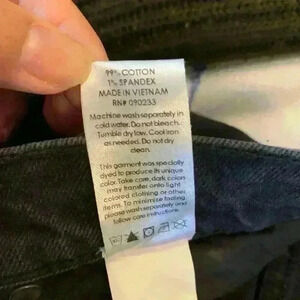 99% COTTON
1% SPANDEX
MADE IN VIETNAM
RN# 090233
Machine wash separately in
cold water. Do not bleach.
Tumble dry low. Cool iron
as needed. Do not dry
clean.
This garment was specially
dyed to produce its unique
color. Take care, dark colors
may transfer onto light
colored clothing or other
items. To minimize fading
please wash separately and
follow care instructions.